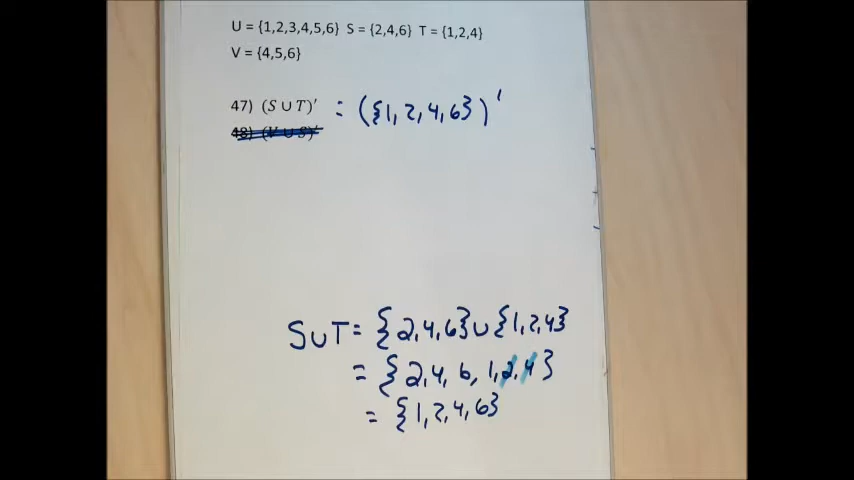 U = {1,2,3,4,5,6} S = {2,4,6} T = {1,2,4}
V = {4,5,6}
47) (S ∪ T)′ = ({1, 2, 4, 6})′
48) (V ∪ S)′
S∪T = {2,4,6}∪{1,2,4}
= {2,4, 6, 1,2,4}
= {1,2,4,6}